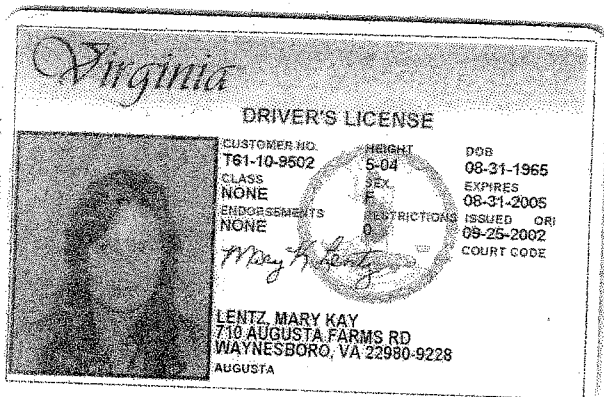 Virginia
DRIVER'S LICENSE
CUSTOMER NO. HEIGHT DOB
T61-10-9502 5-04 08-31-1965
CLASS SEX EXPIRES
NONE F 08-31-2005
ENDORSEMENTS RESTRICTIONS ISSUED ORI
NONE 0 09-25-2002
COURT CODE
Mary K Lentz
LENTZ, MARY KAY
710 AUGUSTA FARMS RD
WAYNESBORO, VA 22980-9228
AUGUSTA